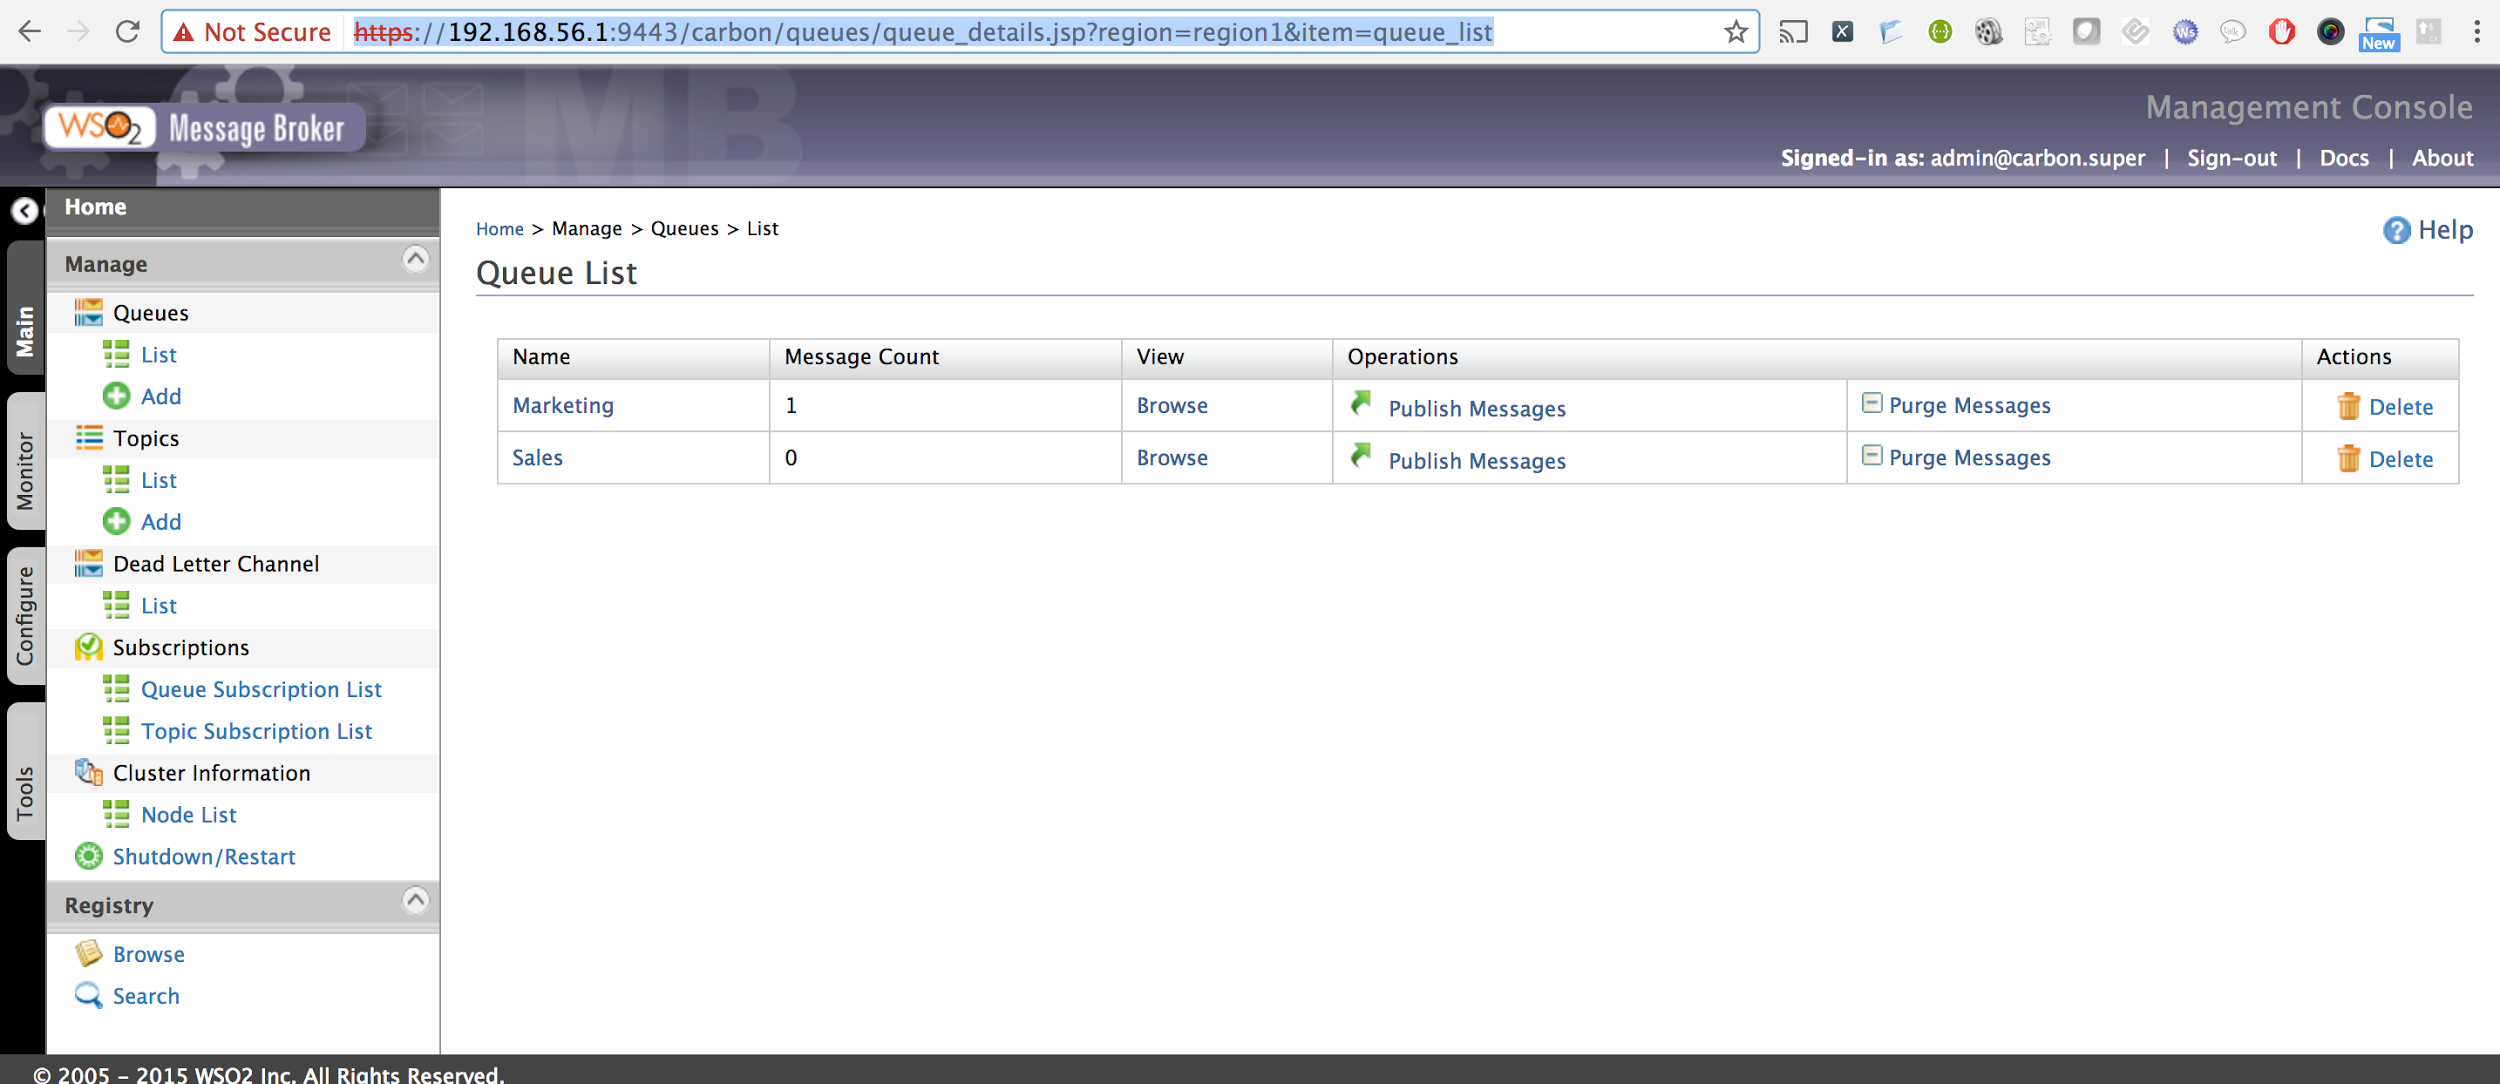 Not Secure https://192.168.56.1:9443/carbon/queues/queue_details.jsp?region=region1&item=queue_list
New
WSO2 Message Broker
MB
Management Console
Signed-in as: admin@carbon.super | Sign-out | Docs | About
Main
Monitor
Configure
Tools
Home
Manage
Queues
List
Add
Topics
List
Add
Dead Letter Channel
List
Subscriptions
Queue Subscription List
Topic Subscription List
Cluster Information
Node List
Shutdown/Restart
Registry
Browse
Search
Home > Manage > Queues > List
Help
Queue List
Name Message Count View Operations Actions
Marketing 1 Browse Publish Messages Purge Messages Delete
Sales 0 Browse Publish Messages Purge Messages Delete
© 2005 - 2015 WSO2 Inc. All Rights Reserved.